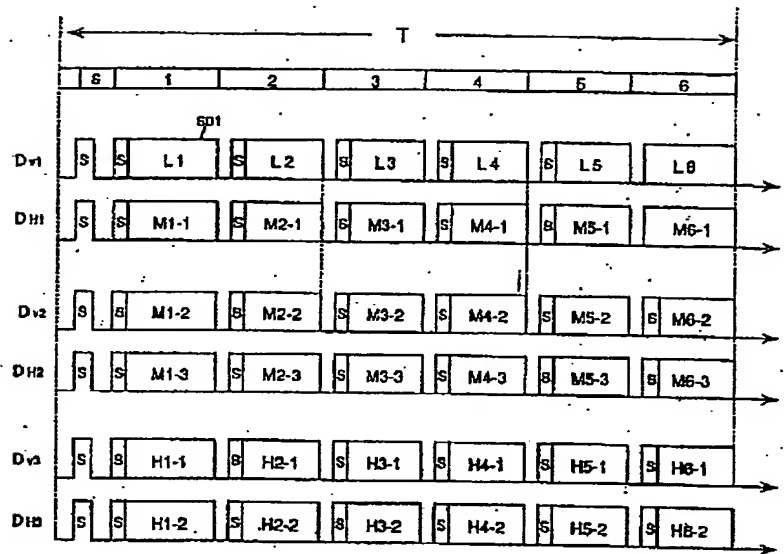 T
S 1 2 3 4 5 6
S01
Dv1 S S L1 S L2 S L3 S L4 S L5 L6
DH1 S S M1-1 S M2-1 S M3-1 S M4-1 S M5-1 M6-1
Dv2 S S M1-2 S M2-2 S M3-2 S M4-2 S M5-2 S M6-2
DH2 S S M1-3 S M2-3 S M3-3 S M4-3 S M5-3 S M6-3
Dv3 S S H1-1 S H2-1 S H3-1 S H4-1 S H5-1 S H6-1
DH3 S S H1-2 S H2-2 S H3-2 S H4-2 S H5-2 S H6-2